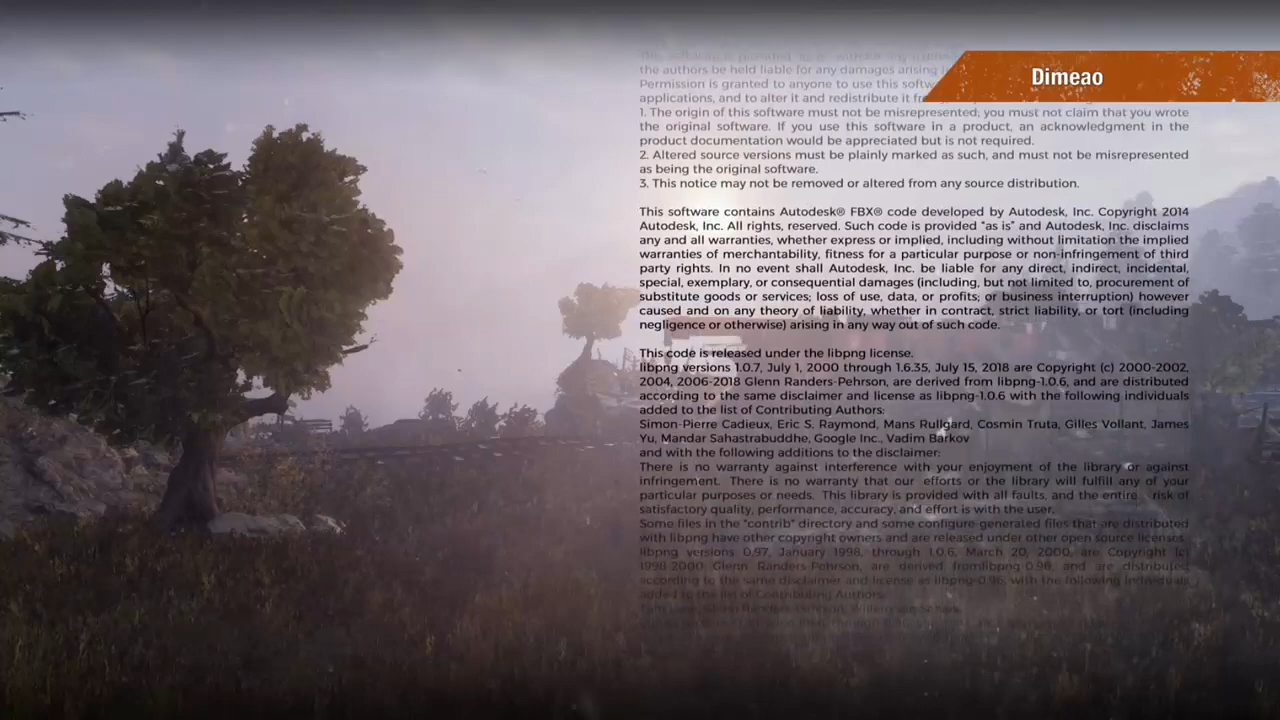 Dimeao
the authors be held liable for any damages arising
Permission is granted to anyone to use this
applications, and to alter it and redistribute it
1. The origin of this software must not be misrepresented; you must not claim that you wrote
the original software. If you use this software in a product, an acknowledgment in the
product documentation would be appreciated but is not required.
2. Altered source versions must be plainly marked as such, and must not be misrepresented
as being the original software.
3. This notice may not be removed or altered from any source distribution.
This software contains Autodesk® FBX® code developed by Autodesk, Inc. Copyright 2014
Autodesk, Inc. All rights, reserved. Such code is provided "as is" and Autodesk, Inc. disclaims
any and all warranties, whether express or implied, including without limitation the implied
warranties of merchantability, fitness for a particular purpose or non-infringement of third
party rights. In no event shall Autodesk, Inc. be liable for any direct, indirect, incidental,
special, exemplary, or consequential damages (including, but not limited to, procurement of
substitute goods or services; loss of use, data, or profits; or business interruption) however
caused and on any theory of liability, whether in contract, strict liability, or tort (including
negligence or otherwise) arising in any way out of such code.
This code is released under the libpng license.
libpng versions 1.0.7, July 1, 2000 through 1.6.35, July 15, 2018 are Copyright (c) 2000-2002,
2004, 2006-2018 Glenn Randers-Pehrson, are derived from libpng-1.0.6, and are distributed
according to the same disclaimer and license as libpng-1.0.6 with the following individuals
added to the list of Contributing Authors:
Simon-Pierre Cadieux, Eric S. Raymond, Mans Rullgard, Cosmin Truta, Gilles Vollant, James
Yu, Mandar Sahastrabuddhe, Google Inc., Vadim Barkov
and with the following additions to the disclaimer:
There is no warranty against interference with your enjoyment of the library or against
infringement. There is no warranty that our efforts or the library will fulfill any of your
particular purposes or needs. This library is provided with all faults, and the entire risk of
satisfactory quality, performance, accuracy, and effort is with the user.
Some files in the "contrib" directory and some configure-generated files that are distributed
with libpng have other copyright owners and are released under other open source licenses.
libpng versions 0.97, January 1998, through 1.0.6, March 20, 2000, are Copyright (c)
1998-2000 Glenn Randers-Pehrson, are derived fromlibpng-0.96, and are distributed
according to the same disclaimer and license as libpng-0.96, with the following individuals
added to the list of Contributing Authors: